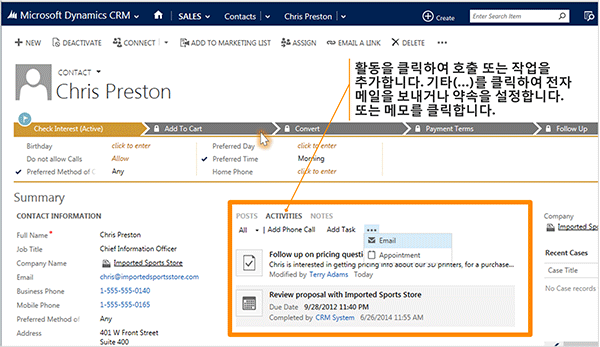 Microsoft Dynamics CRM SALES Contacts Chris Preston Create Enter Search Item
NEW DEACTIVATE CONNECT ADD TO MARKETING LIST ASSIGN EMAIL A LINK DELETE ...
CONTACT
Chris Preston
활동을 클릭하여 호출 또는 작업을
추가합니다. 기타(...)를 클릭하여 전자
메일을 보내거나 약속을 설정합니다.
또는 메모를 클릭합니다.
Check Interest (Active) Add To Cart Convert Payment Terms Follow Up
Birthday click to enter Preferred Day click to enter
Do not allow Calls Allow Preferred Time Morning
Preferred Method of C Any Home Phone click to enter
Summary
CONTACT INFORMATION
Full Name * Chris Preston
Job Title Chief Information Officer
Company Name Imported Sports Store
Email chris@importedsportsstore.com
Business Phone 1-555-555-0140
Mobile Phone 1-555-555-0165
Preferred Method of Any
Address 401 W Front Street
Suite 400
POSTS ACTIVITIES NOTES
All | Add Phone Call Add Task ...
Email
Appointment
Follow up on pricing questi
Chris is interested in getting pricing info about our 3D printers, for a purchase...
Modified by Terry Adams Today
Review proposal with Imported Sports Store
Due Date 9/28/2012 11:40 PM
Completed by CRM System 6/26/2014 11:55 AM
Company
Imported Sports
Recent Cases
Case Title
No Case records